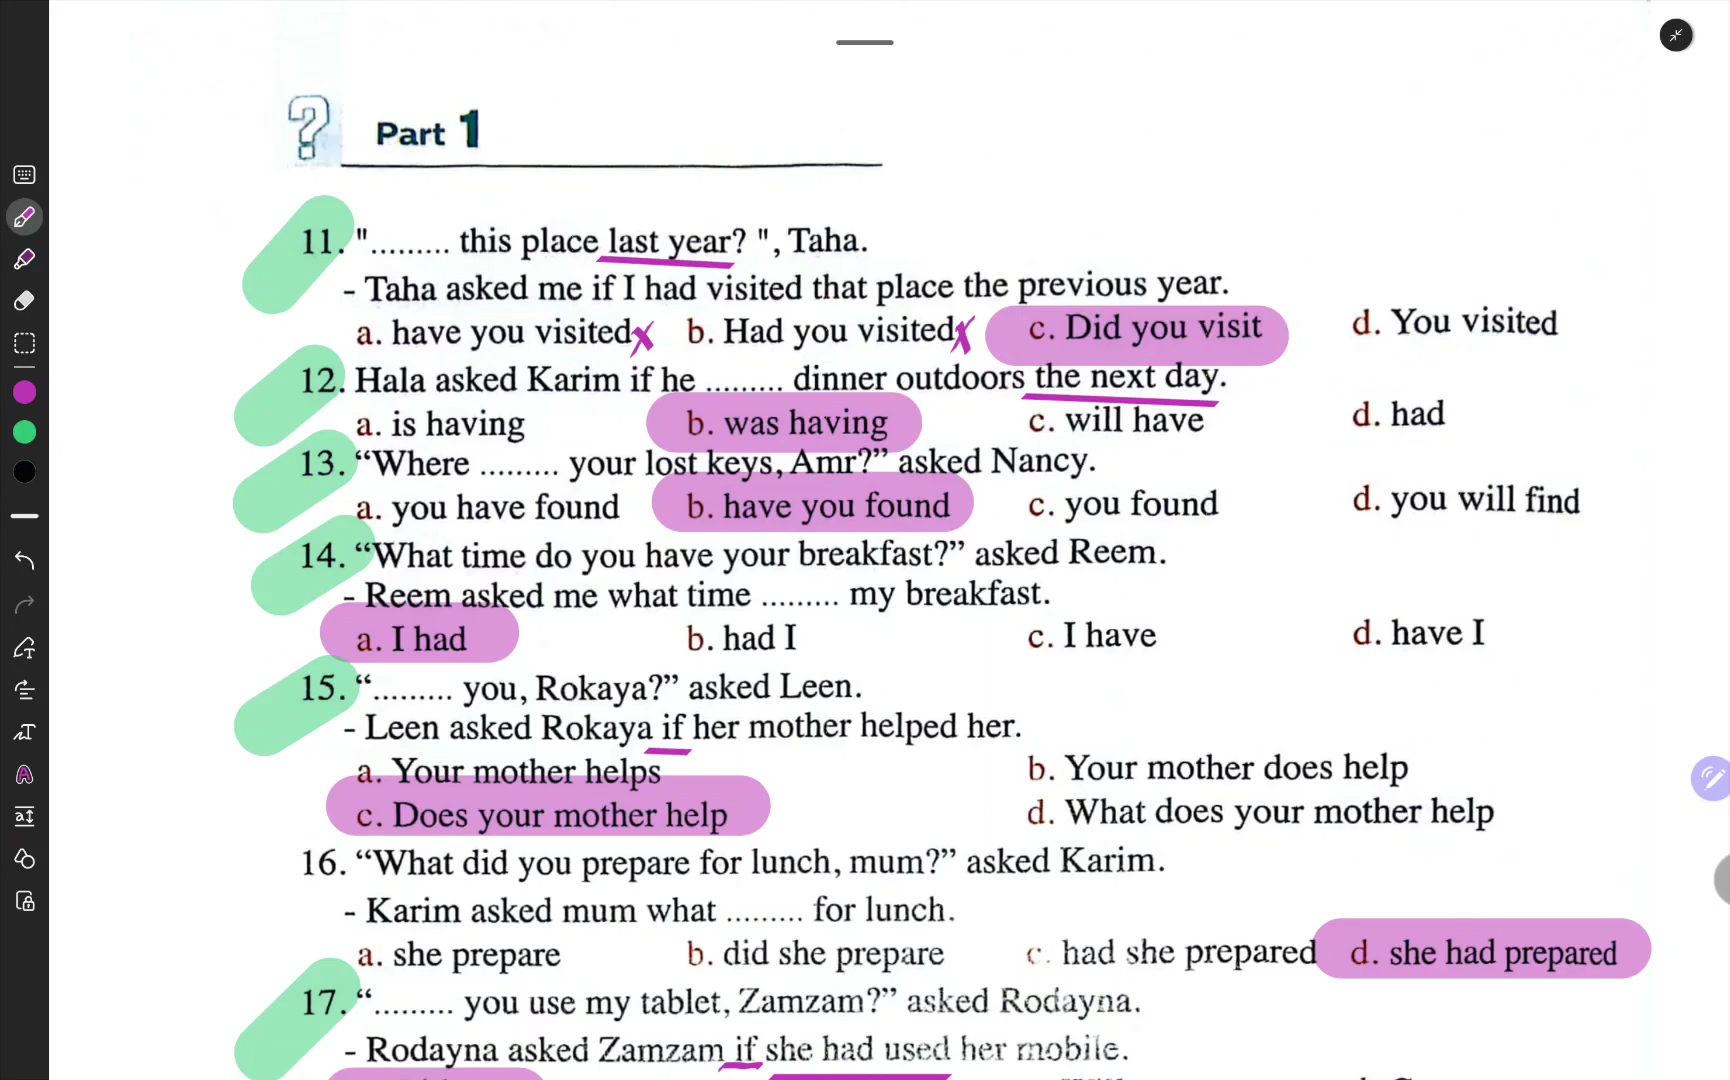 Part 1
11. "......... this place last year? ", Taha.
- Taha asked me if I had visited that place the previous year.
a. have you visited b. Had you visited c. Did you visit d. You visited
12. Hala asked Karim if he ......... dinner outdoors the next day.
a. is having b. was having c. will have d. had
13. “Where ......... your lost keys, Amr?” asked Nancy.
a. you have found b. have you found c. you found d. you will find
14. “What time do you have your breakfast?” asked Reem.
- Reem asked me what time ......... my breakfast.
a. I had b. had I c. I have d. have I
15. “......... you, Rokaya?” asked Leen.
- Leen asked Rokaya if her mother helped her.
a. Your mother helps b. Your mother does help
c. Does your mother help d. What does your mother help
16. “What did you prepare for lunch, mum?” asked Karim.
- Karim asked mum what ......... for lunch.
a. she prepare b. did she prepare c. had she prepared d. she had prepared
17. “......... you use my tablet, Zamzam?” asked Rodayna.
- Rodayna asked Zamzam if she had used her mobile.